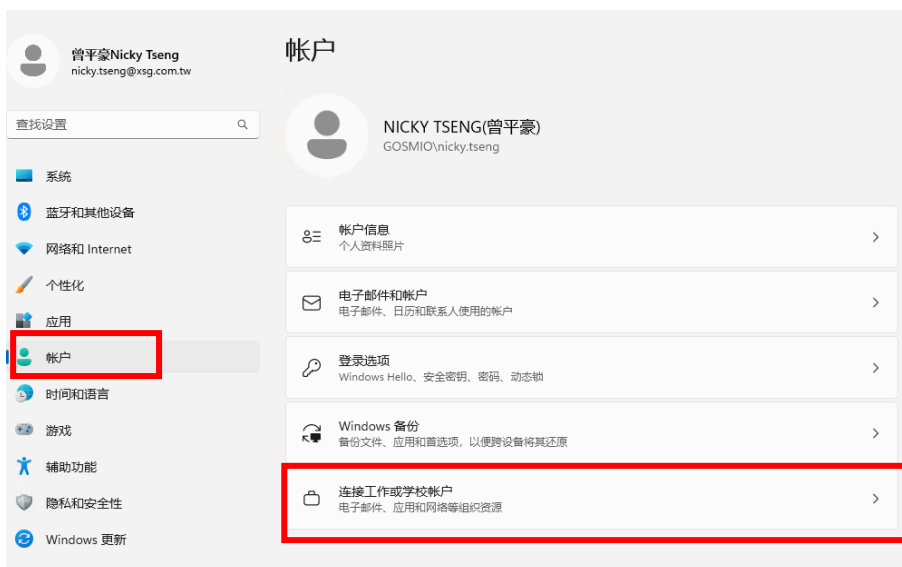 曾平豪Nicky Tseng
nicky.tseng@xsg.com.tw
查找设置
系统
蓝牙和其他设备
网络和 Internet
个性化
应用
帐户
时间和语言
游戏
辅助功能
隐私和安全性
Windows 更新
帐户
NICKY TSENG(曾平豪)
GOSMIO\nicky.tseng
帐户信息
个人资料照片
电子邮件和帐户
电子邮件、日历和联系人使用的帐户
登录选项
Windows Hello、安全密钥、密码、动态锁
Windows 备份
备份文件、应用和首选项，以便跨设备将其还原
连接工作或学校帐户
电子邮件、应用和网络等组织资源